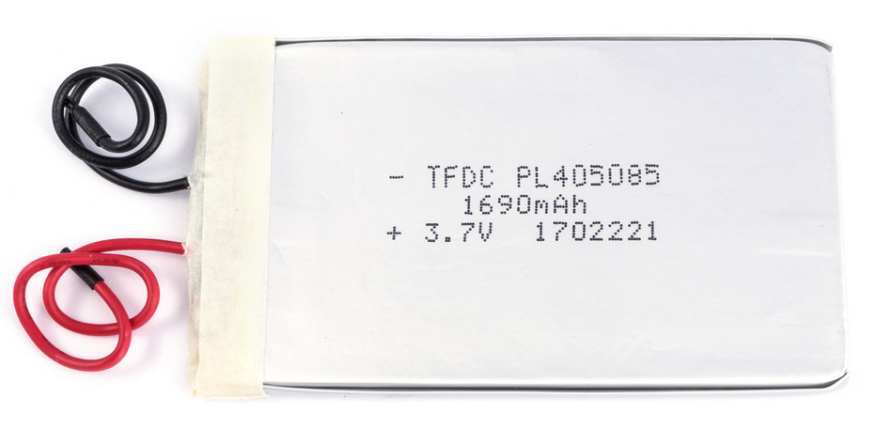 - TFDC PL405085
1690mAh
+ 3.7V 1702221